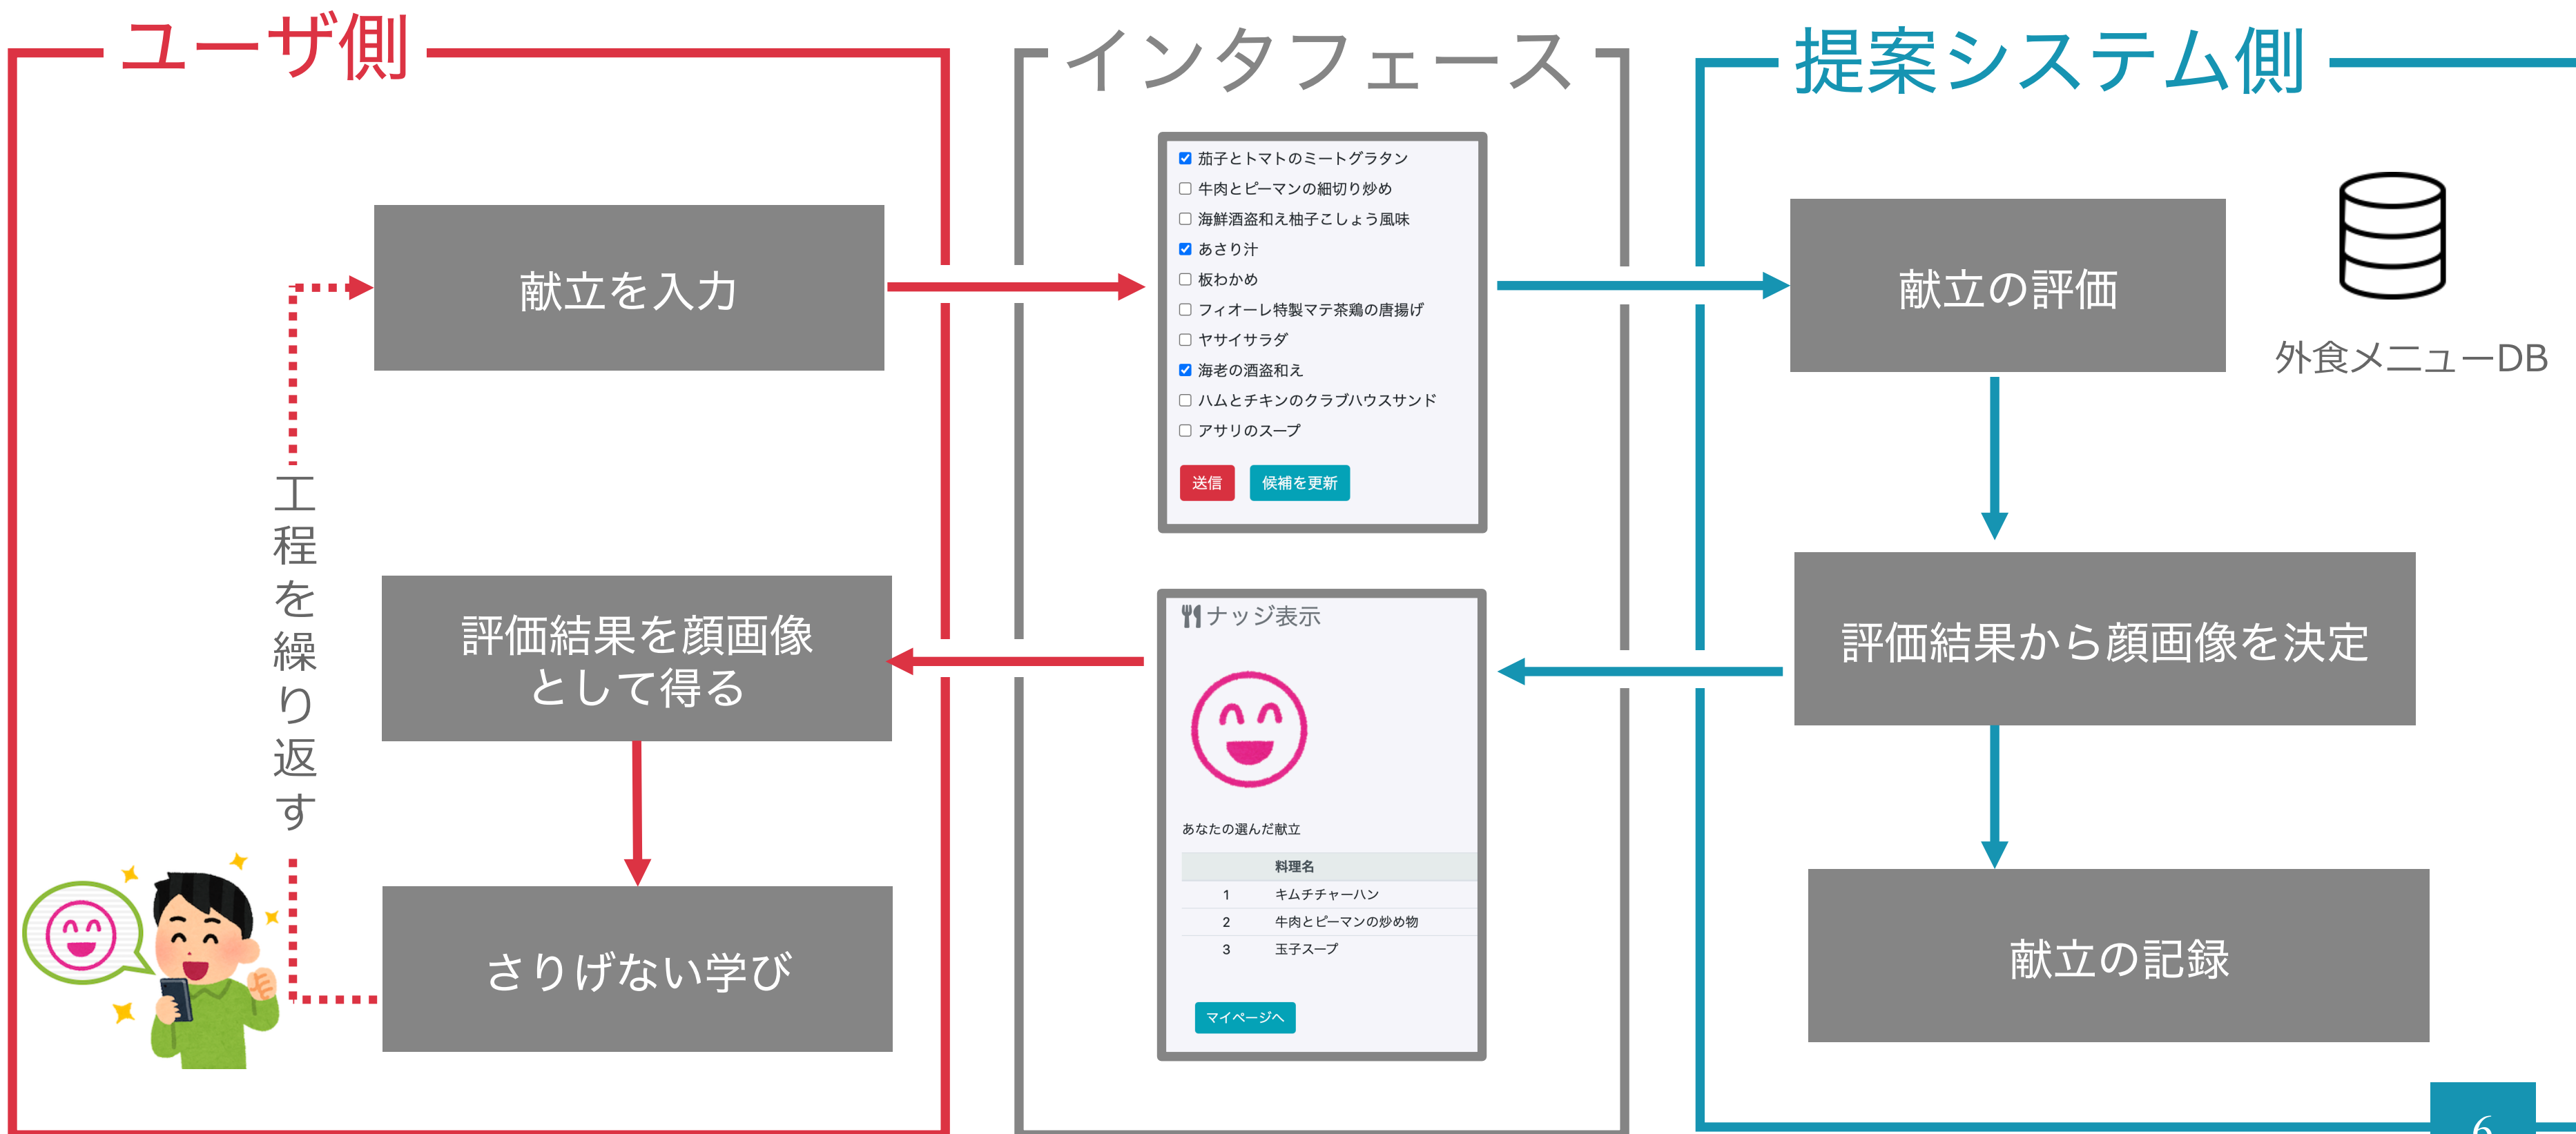 ユーザ側
献立を入力
工程を繰り返す
評価結果を顔画像
として得る
さりげない学び
インタフェース
茄子とトマトのミートグラタン
牛肉とピーマンの細切り炒め
海鮮酒盗和え柚子こしょう風味
あさり汁
板わかめ
フィオーレ特製マテ茶鶏の唐揚げ
ヤサイサラダ
海老の酒盗和え
ハムとチキンのクラブハウスサンド
アサリのスープ
送信 候補を更新
ナッジ表示
あなたの選んだ献立
料理名
1 キムチチャーハン
2 牛肉とピーマンの炒め物
3 玉子スープ
マイページへ
提案システム側
献立の評価
外食メニューDB
評価結果から顔画像を決定
献立の記録
6